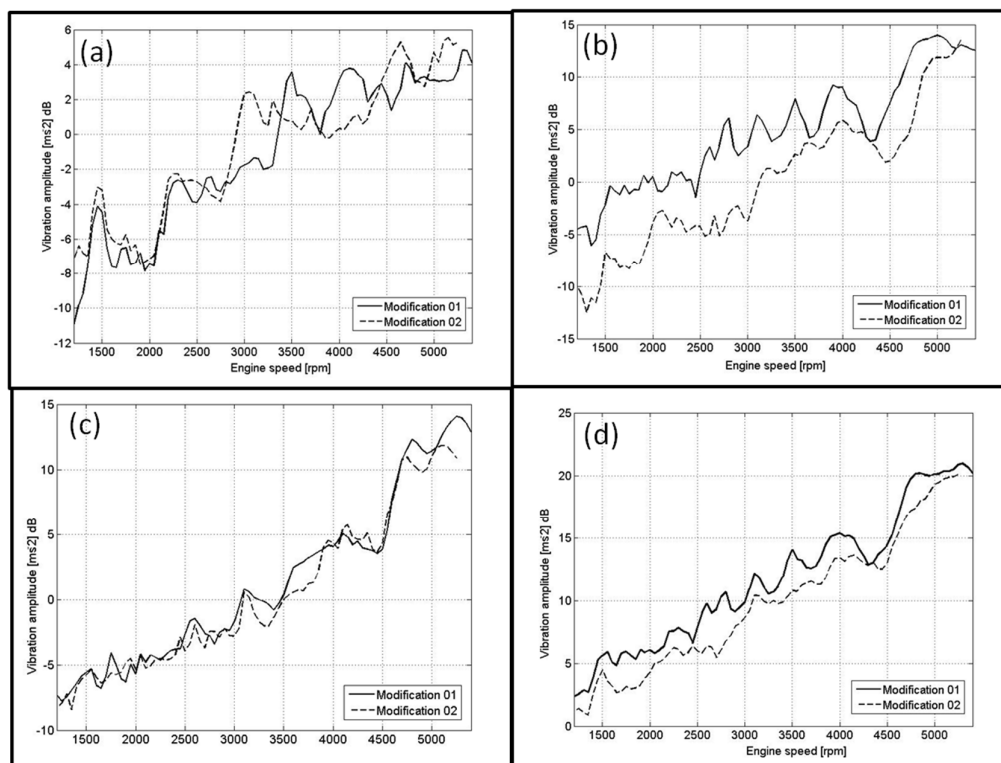 (a)
Vibration amplitude [ms2] dB
6
4
2
0
-2
-4
-6
-8
-10
-12
1500 2000 2500 3000 3500 4000 4500 5000
Engine speed [rpm]
Modification 01
Modification 02
(b)
Vibration amplitude [ms2] dB
15
10
5
0
-5
-10
-15
1500 2000 2500 3000 3500 4000 4500 5000
Engine speed [rpm]
Modification 01
Modification 02
(c)
Vibration amplitude [ms2] dB
15
10
5
0
-5
-10
1500 2000 2500 3000 3500 4000 4500 5000
Engine speed [rpm]
Modification 01
Modification 02
(d)
Vibration amplitude [ms2] dB
25
20
15
10
5
0
1500 2000 2500 3000 3500 4000 4500 5000
Engine speed [rpm]
Modification 01
Modification 02